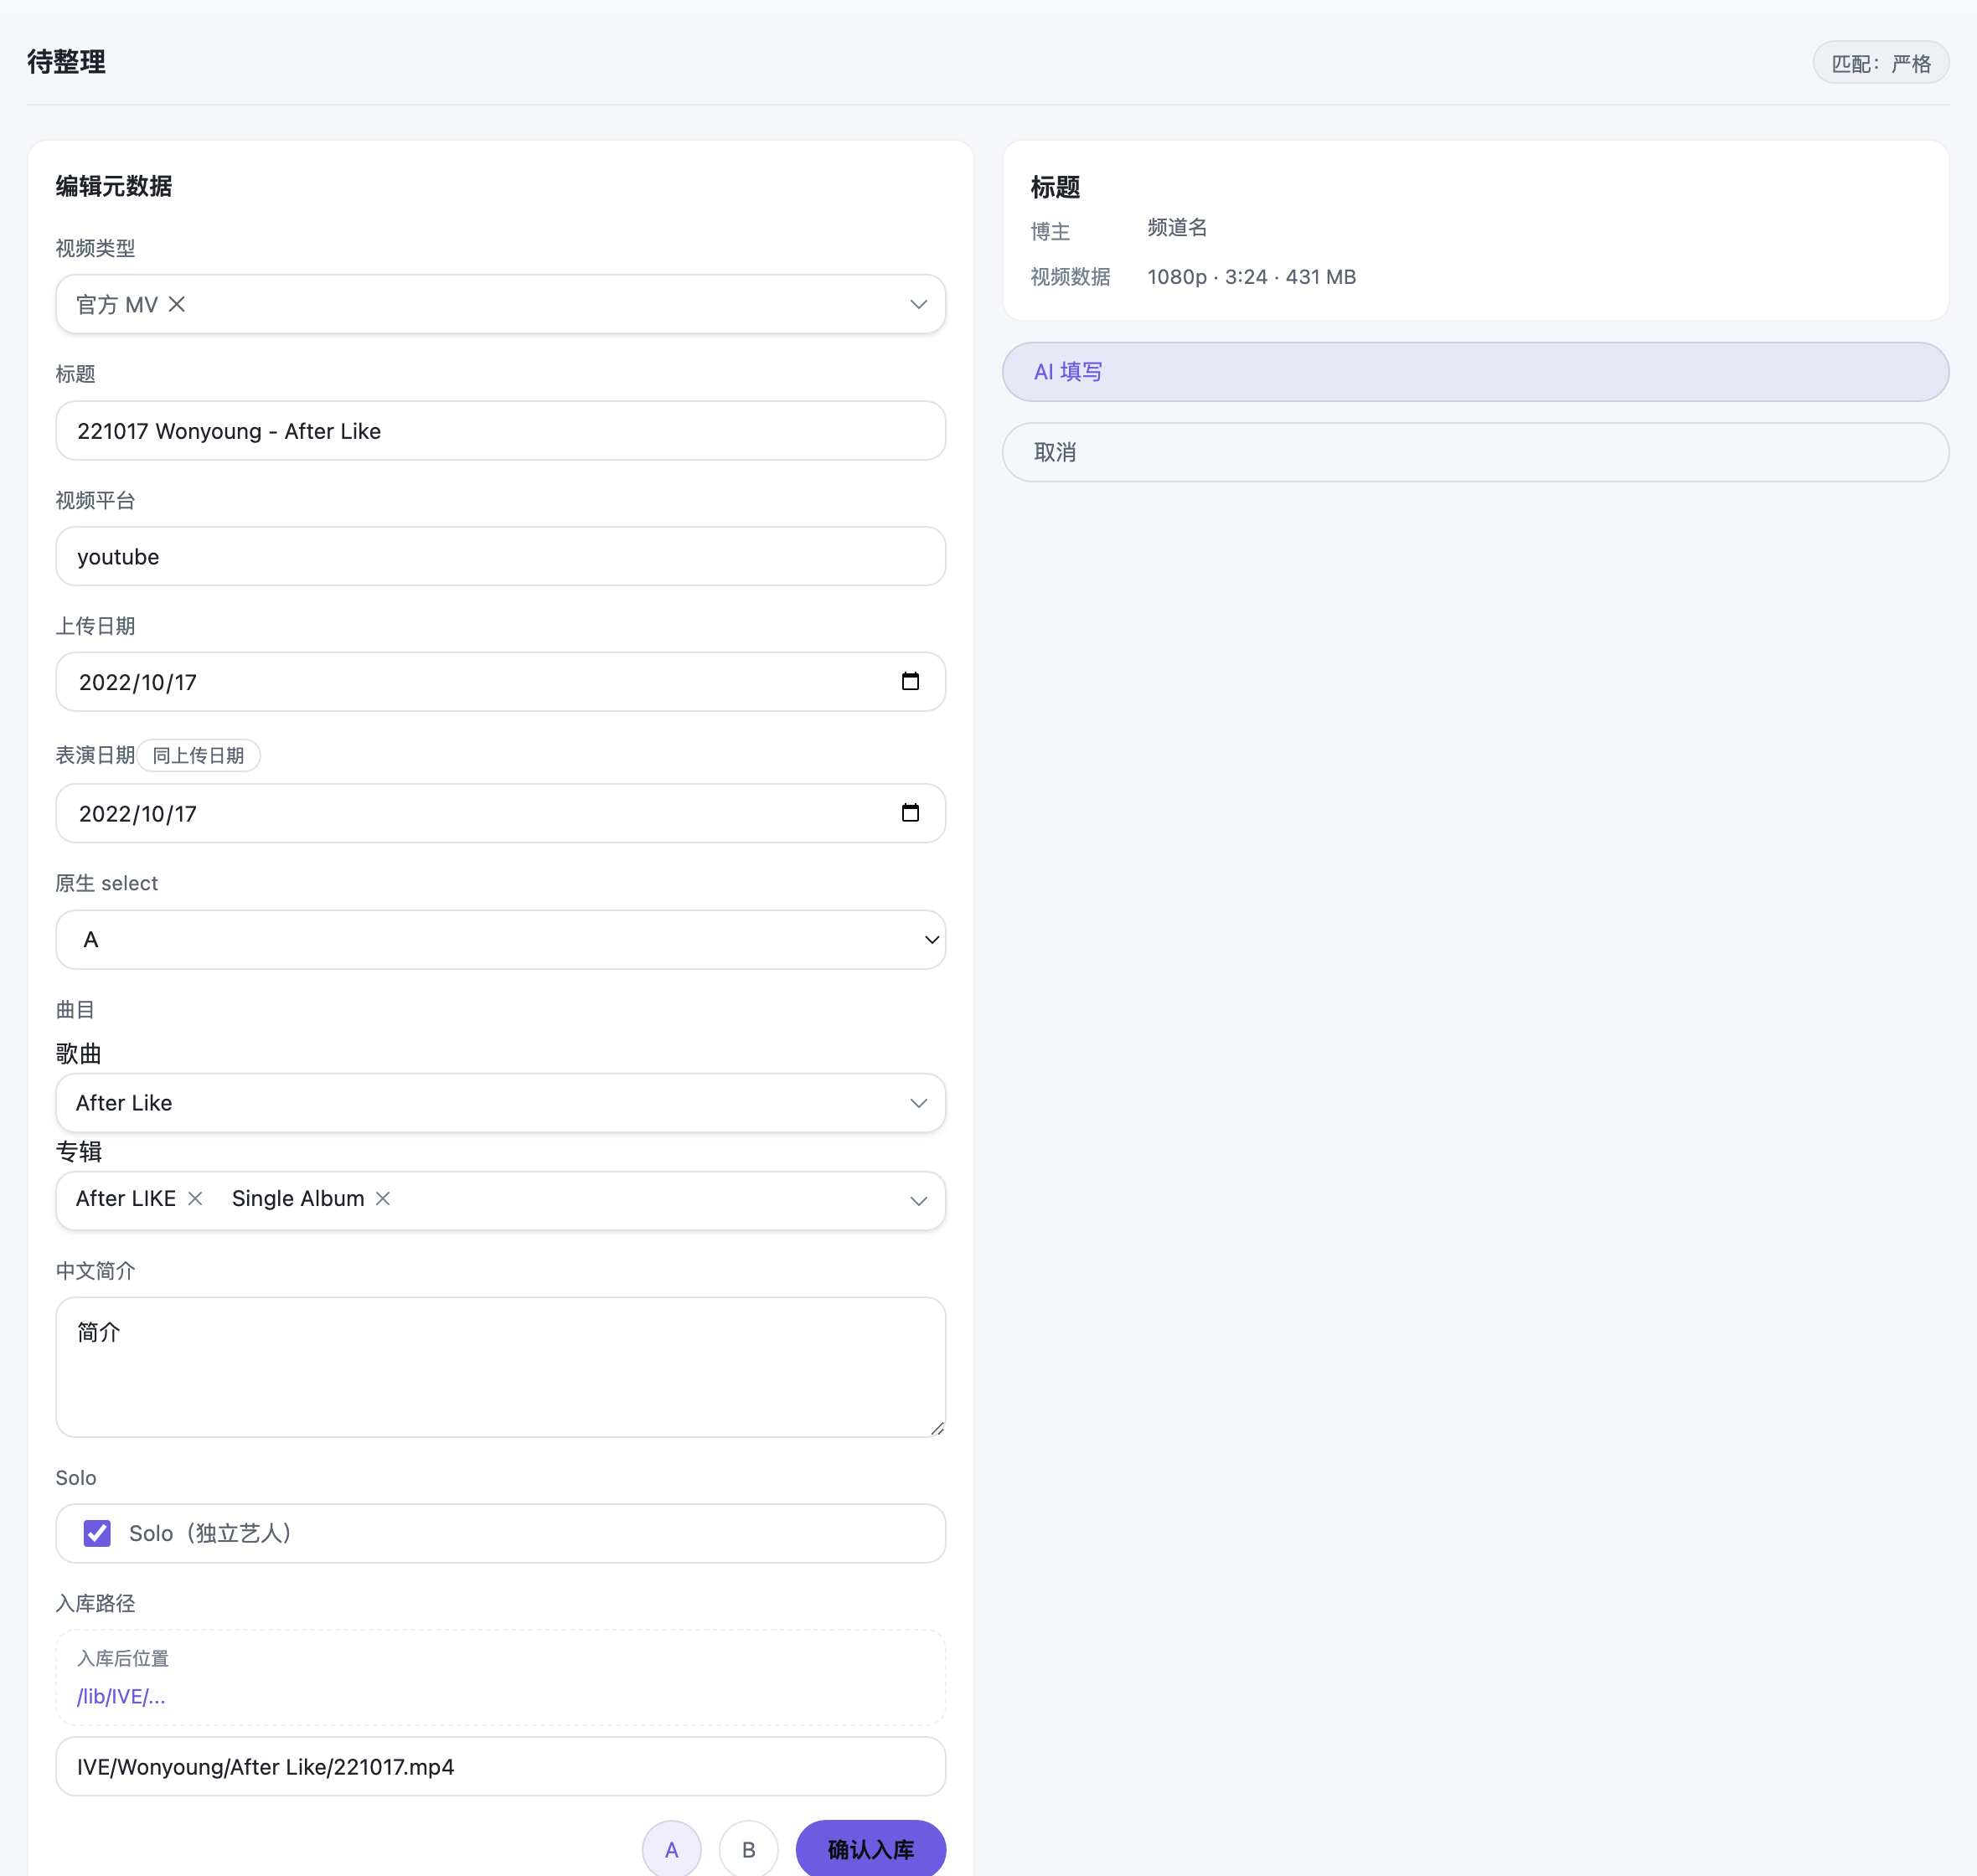 待整理
匹配：严格
编辑元数据
视频类型
官方 MV
标题
221017 Wonyoung - After Like
视频平台
youtube
上传日期
2022/10/17
表演日期 同上传日期
2022/10/17
原生 select
A
曲目
歌曲
After Like
专辑
After LIKE Single Album
中文简介
简介
Solo
Solo（独立艺人）
入库路径
入库后位置
/lib/IVE/...
IVE/Wonyoung/After Like/221017.mp4
A B 确认入库
标题
博主 频道名
视频数据 1080p · 3:24 · 431 MB
AI 填写
取消